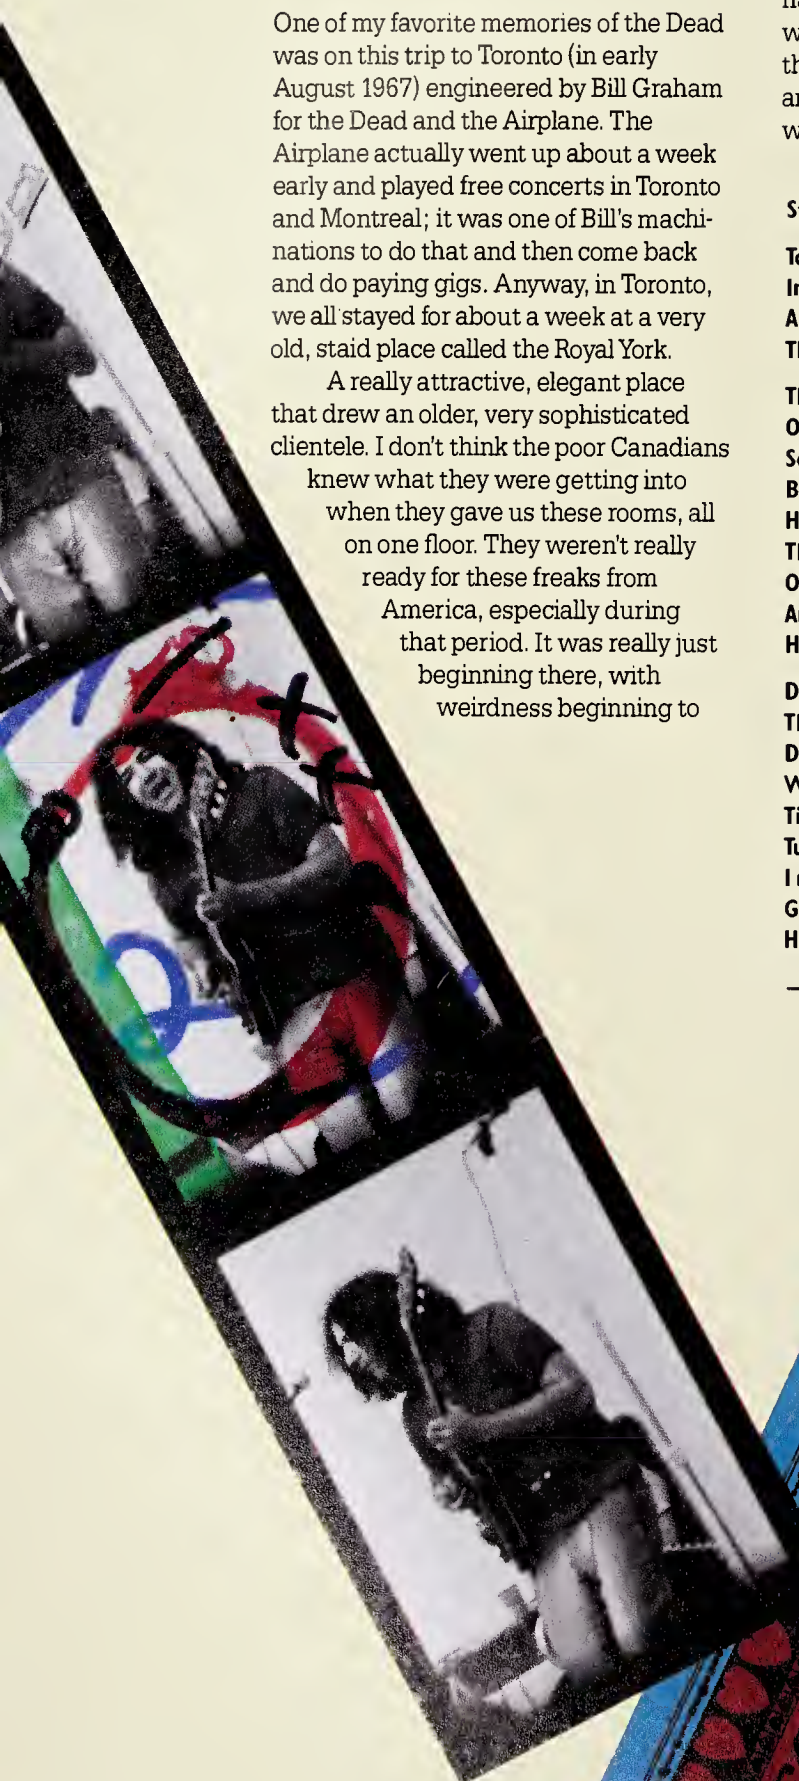 One of my favorite memories of the Dead
was on this trip to Toronto (in early
August 1967) engineered by Bill Graham
for the Dead and the Airplane. The
Airplane actually went up about a week
early and played free concerts in Toronto
and Montreal; it was one of Bill's machi-
nations to do that and then come back
and do paying gigs. Anyway, in Toronto,
we all stayed for about a week at a very
old, staid place called the Royal York.
A really attractive, elegant place
that drew an older, very sophisticated
clientele. I don't think the poor Canadians
knew what they were getting into
when they gave us these rooms, all
on one floor. They weren't really
ready for these freaks from
America, especially during
that period. It was really just
beginning there, with
weirdness beginning to